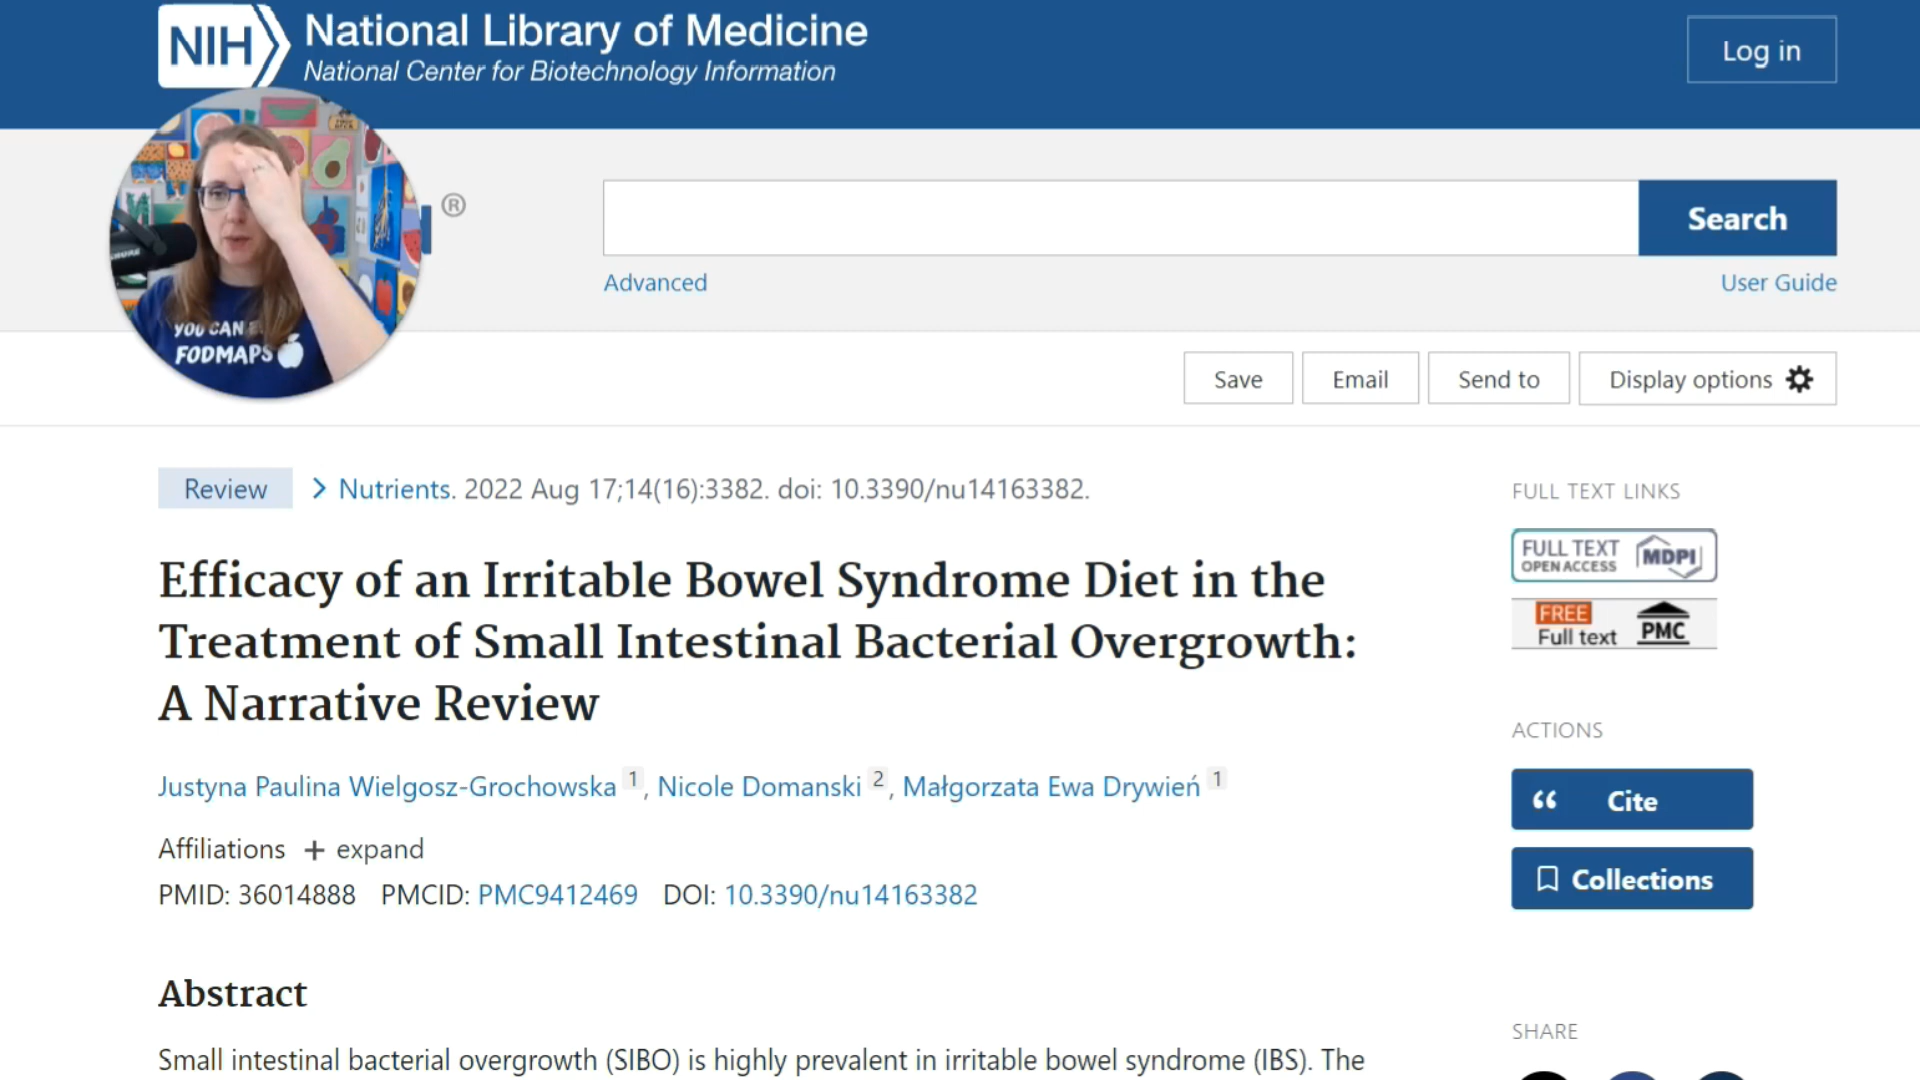 NIH National Library of Medicine
National Center for Biotechnology Information
Log in
®
Search
Advanced
User Guide
YOU CAN
FODMAPS
Save
Email
Send to
Display options
Review
Nutrients. 2022 Aug 17;14(16):3382. doi: 10.3390/nu14163382.
FULL TEXT LINKS
FULL TEXT
OPEN ACCESS
MDPI
FREE
Full text
PMC
Efficacy of an Irritable Bowel Syndrome Diet in the
Treatment of Small Intestinal Bacterial Overgrowth:
A Narrative Review
ACTIONS
Justyna Paulina Wielgosz-Grochowska 1, Nicole Domanski 2, Małgorzata Ewa Drywień 1
Cite
Affiliations + expand
PMID: 36014888 PMCID: PMC9412469 DOI: 10.3390/nu14163382
Collections
Abstract
SHARE
Small intestinal bacterial overgrowth (SIBO) is highly prevalent in irritable bowel syndrome (IBS). The